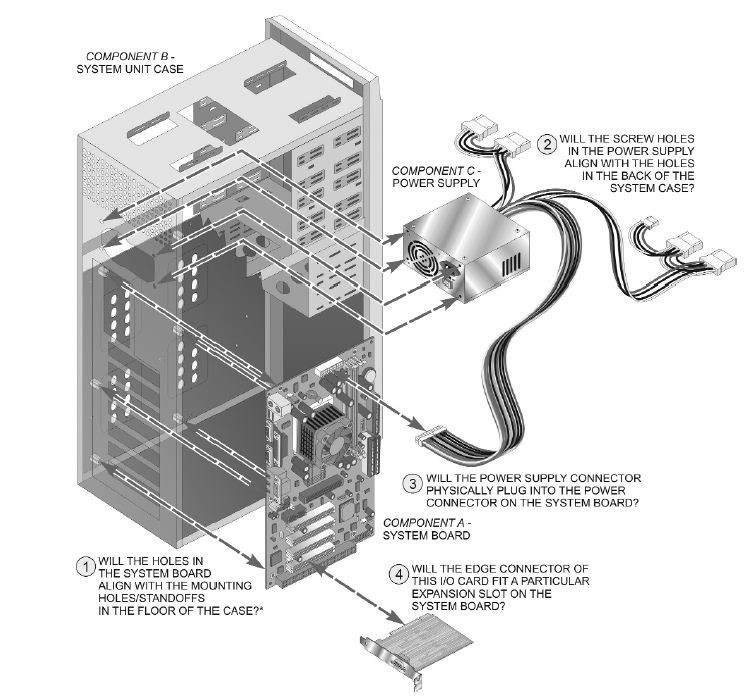 COMPONENT B -
SYSTEM UNIT CASE
COMPONENT C -
POWER SUPPLY
2 WILL THE SCREW HOLES
IN THE POWER SUPPLY
ALIGN WITH THE HOLES
IN THE BACK OF THE
SYSTEM CASE?
3 WILL THE POWER SUPPLY CONNECTOR
PHYSICALLY PLUG INTO THE POWER
CONNECTOR ON THE SYSTEM BOARD?
COMPONENT A -
SYSTEM BOARD
1 WILL THE HOLES IN
THE SYSTEM BOARD
ALIGN WITH THE MOUNTING
HOLES/STANDOFFS
IN THE FLOOR OF THE CASE?*
4 WILL THE EDGE CONNECTOR OF
THIS I/O CARD FIT A PARTICULAR
EXPANSION SLOT ON THE
SYSTEM BOARD?